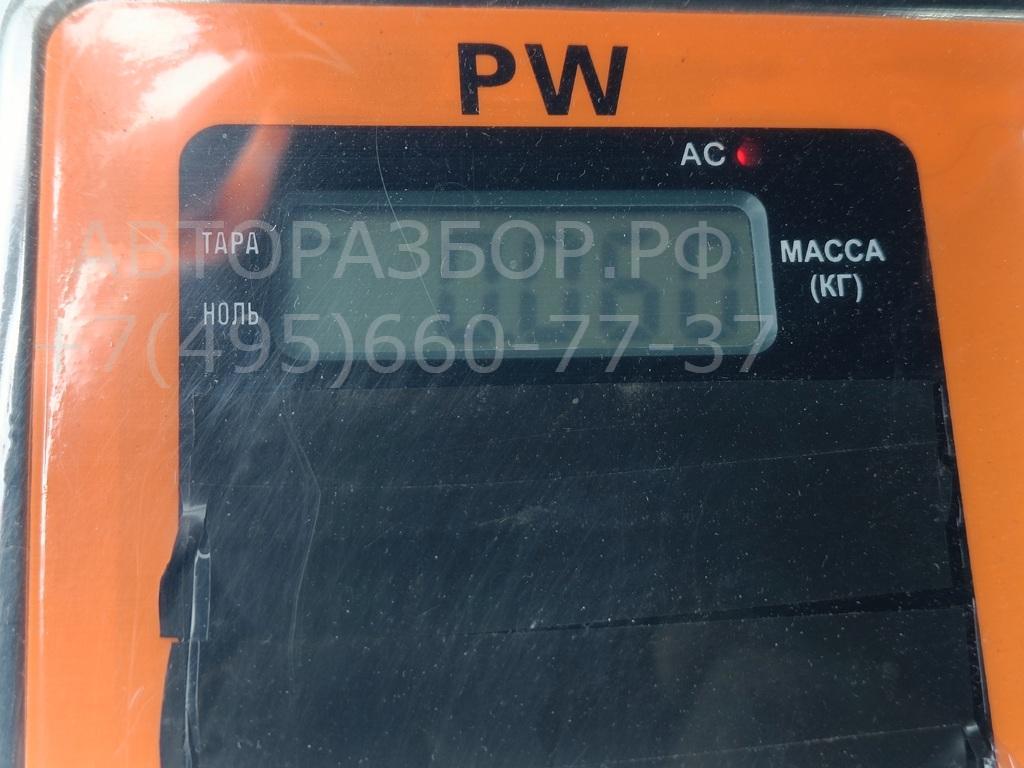 PW
AC
ТАРА
МАССА
(КГ)
НОЛЬ
АВТОРАЗБОР.РФ
+7(495)660-77-37